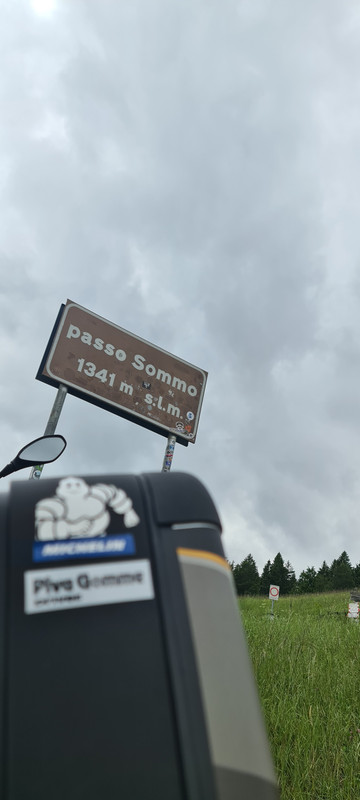 passo Sommo
1341 m s.l.m.
MICHELIN
Piva Gomme